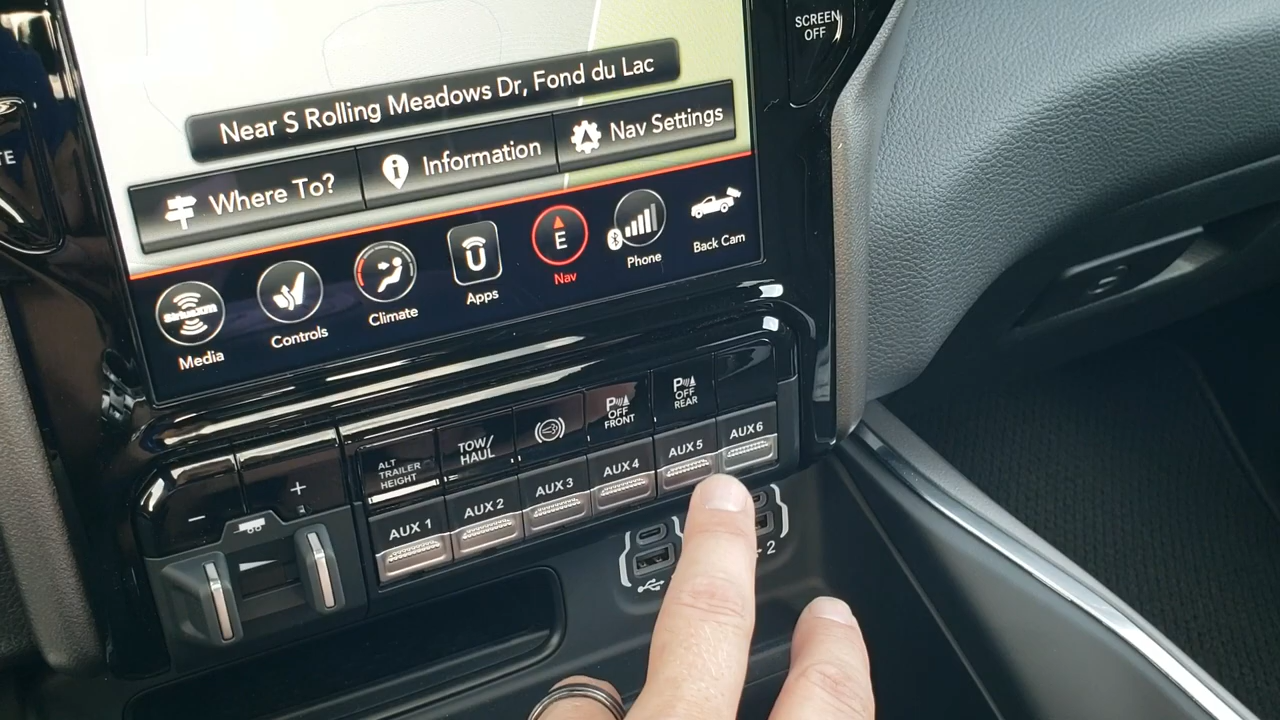 SCREEN
OFF
Near S Rolling Meadows Dr, Fond du Lac
Where To?
Information
Nav Settings
Media
Controls
Climate
U
Apps
E
Nav
Phone
Back Cam
ALT
TRAILER
HEIGHT
TOW/
HAUL
P
OFF
FRONT
P
OFF
REAR
- +
AUX 1
AUX 2
AUX 3
AUX 4
AUX 5
AUX 6
2